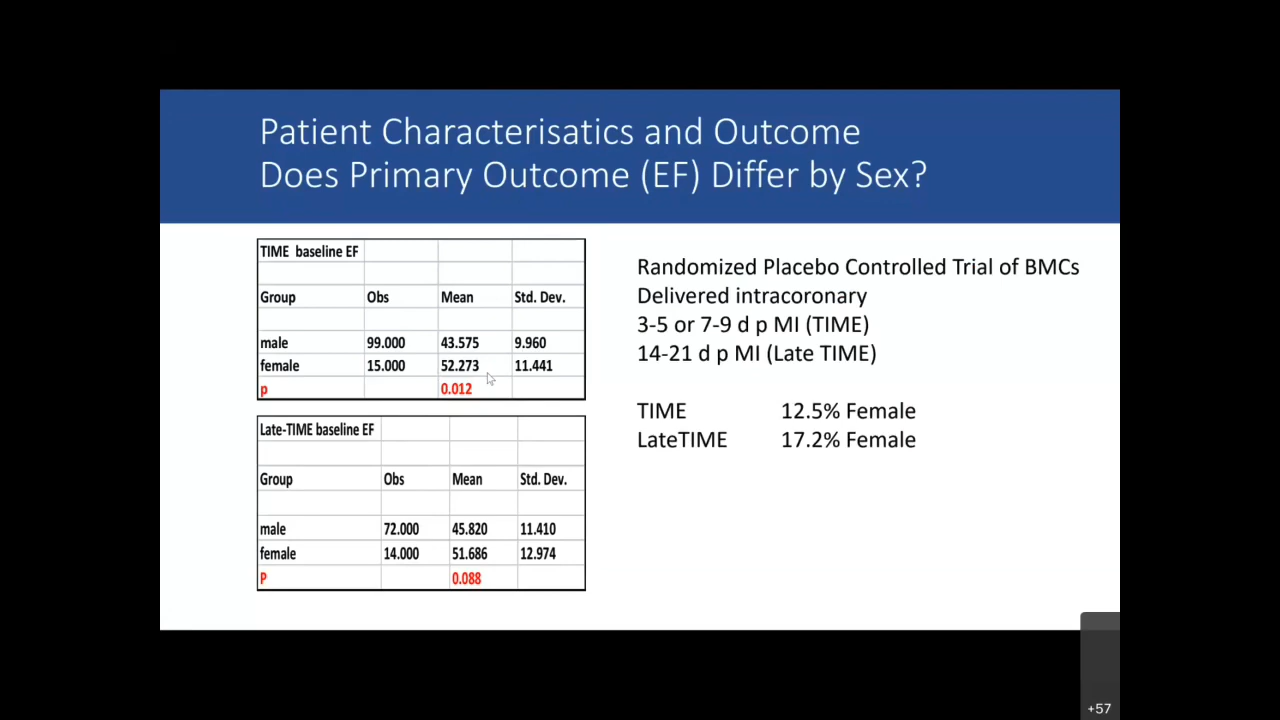 Patient Characterisatics and Outcome
Does Primary Outcome (EF) Differ by Sex?
TIME baseline EF
Group Obs Mean Std. Dev.
male 99.000 43.575 9.960
female 15.000 52.273 11.441
p 0.012
Late-TIME baseline EF
Group Obs Mean Std. Dev.
male 72.000 45.820 11.410
female 14.000 51.686 12.974
P 0.088
Randomized Placebo Controlled Trial of BMCs
Delivered intracoronary
3-5 or 7-9 d p MI (TIME)
14-21 d p MI (Late TIME)
TIME 12.5% Female
LateTIME 17.2% Female
+57